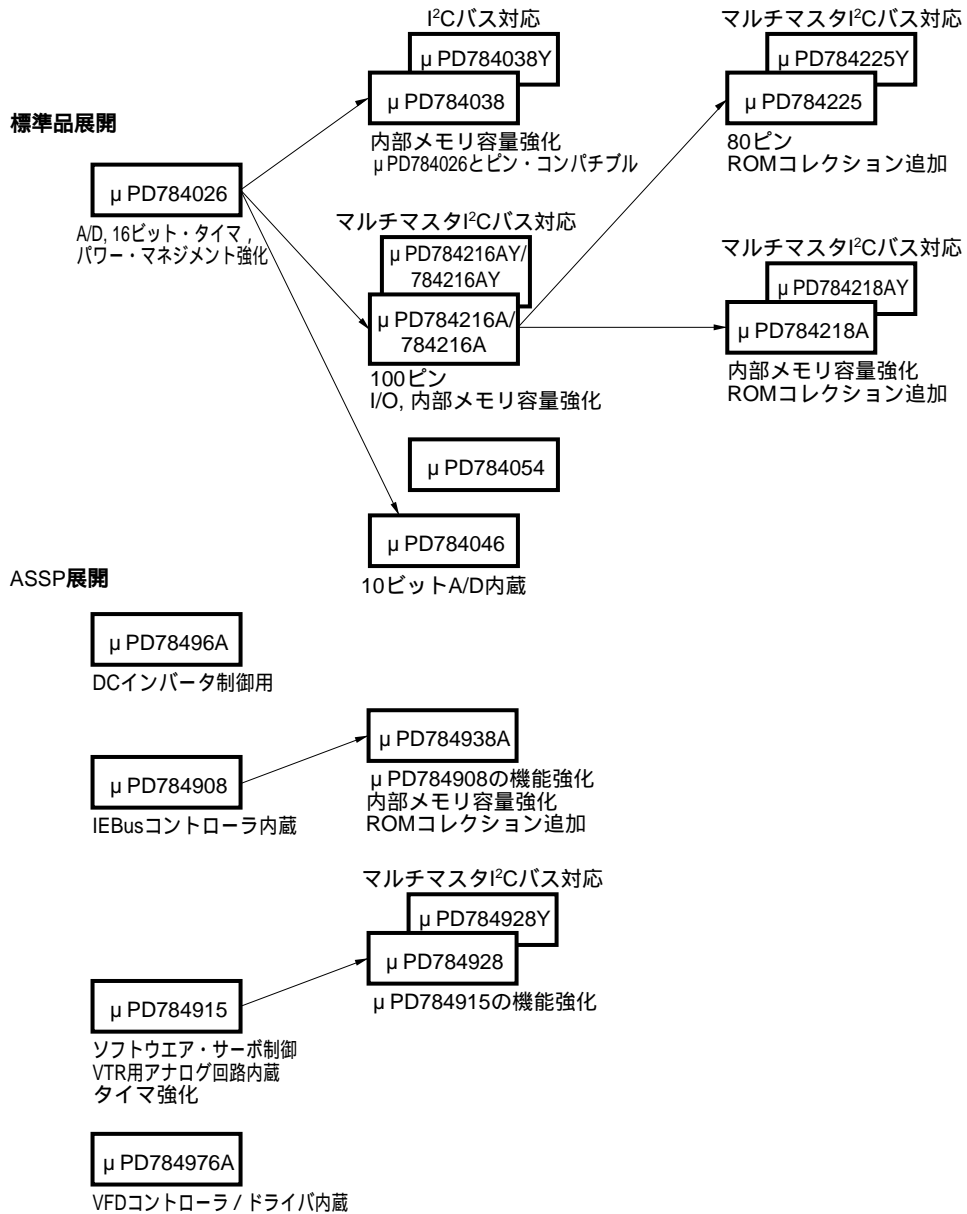 I²Cバス対応
μPD784038Y
μPD784038
内部メモリ容量強化
μPD784026とピン・コンパチブル
マルチマスタI²Cバス対応
μPD784225Y
μPD784225
80ピン
ROMコレクション追加
標準品展開
μPD784026
A/D, 16ビット・タイマ,
パワー・マネジメント強化
マルチマスタI²Cバス対応
μPD784216AY/
784216AY
μPD784216A/
784216A
100ピン
I/O, 内部メモリ容量強化
マルチマスタI²Cバス対応
μPD784218AY
μPD784218A
内部メモリ容量強化
ROMコレクション追加
μPD784054
μPD784046
10ビットA/D内蔵
ASSP展開
μPD78496A
DCインバータ制御用
μPD784908
IEBusコントローラ内蔵
μPD784938A
μPD784908の機能強化
内部メモリ容量強化
ROMコレクション追加
マルチマスタI²Cバス対応
μPD784928Y
μPD784928
μPD784915の機能強化
μPD784915
ソフトウエア・サーボ制御
VTR用アナログ回路内蔵
タイマ強化
μPD784976A
VFDコントローラ/ドライバ内蔵